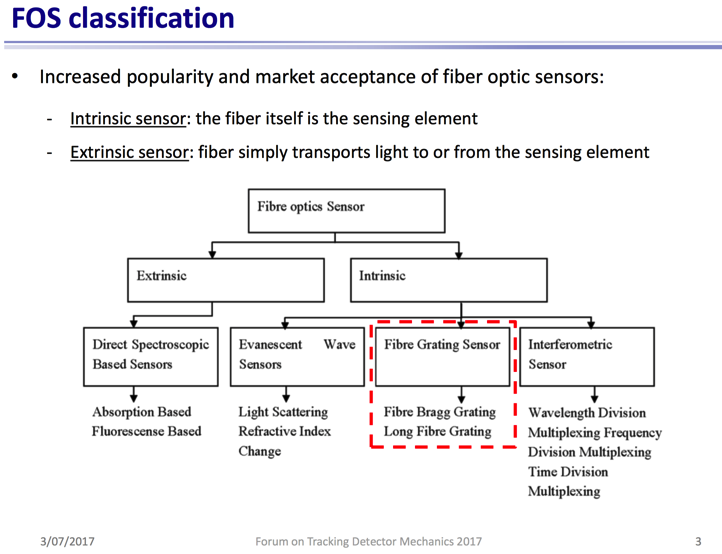 FOS classification
• Increased popularity and market acceptance of fiber optic sensors:
- Intrinsic sensor: the fiber itself is the sensing element
- Extrinsic sensor: fiber simply transports light to or from the sensing element
Fibre optics Sensor
Extrinsic
Intrinsic
Direct Spectroscopic
Based Sensors
Evanescent Wave
Sensors
Fibre Grating Sensor
Interferometric
Sensor
Absorption Based
Fluorescense Based
Light Scattering
Refractive Index
Change
Fibre Bragg Grating
Long Fibre Grating
Wavelength Division
Multiplexing Frequency
Division Multiplexing
Time Division
Multiplexing
3/07/2017
Forum on Tracking Detector Mechanics 2017
3